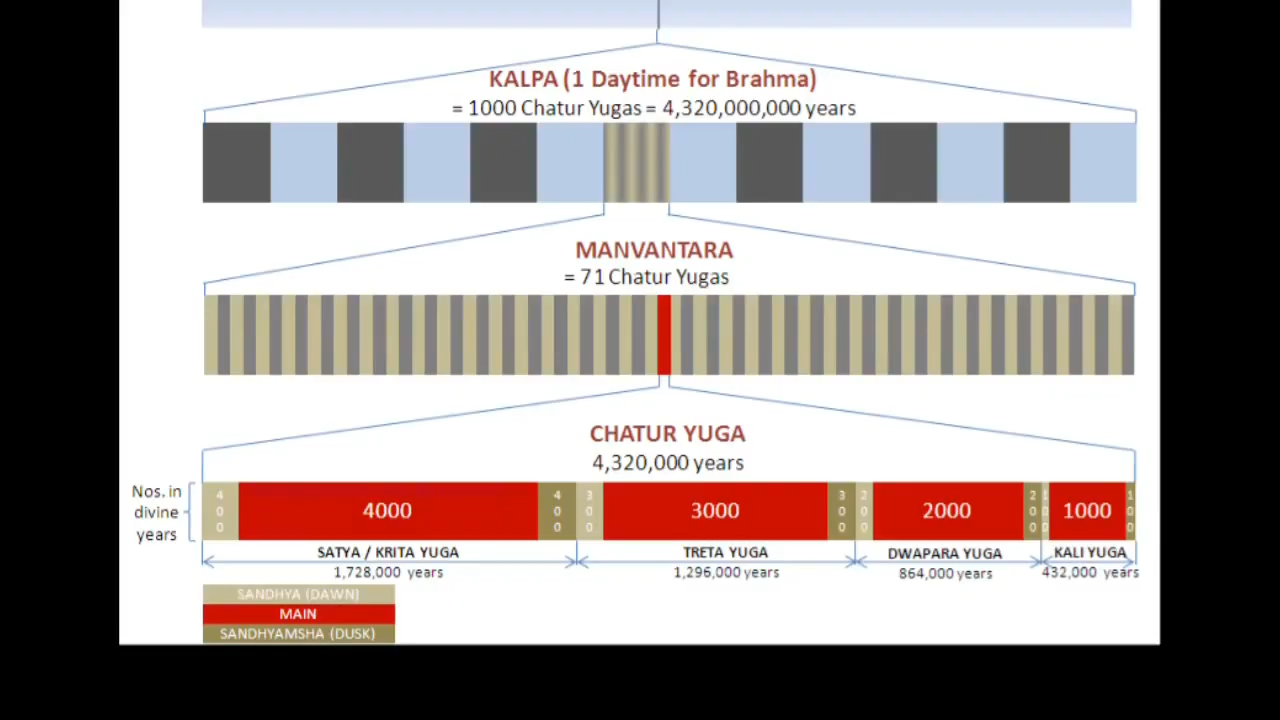 KALPA (1 Daytime for Brahma)
= 1000 Chatur Yugas = 4,320,000,000 years
MANVANTARA
= 71 Chatur Yugas
CHATUR YUGA
4,320,000 years
Nos. in
divine
years
400 4000 400 300 3000 300 200 2000 200 100 1000 100
SATYA / KRITA YUGA TRETA YUGA DWAPARA YUGA KALI YUGA
1,728,000 years 1,296,000 years 864,000 years 432,000 years
SANDHYA (DAWN)
MAIN
SANDHYAMSHA (DUSK)